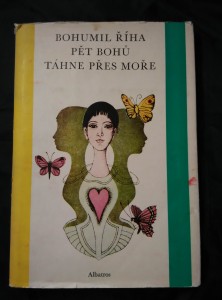 BOHUMIL ŘÍHA
PĚT BOHŮ
TÁHNE PŘES MOŘE
Albatros